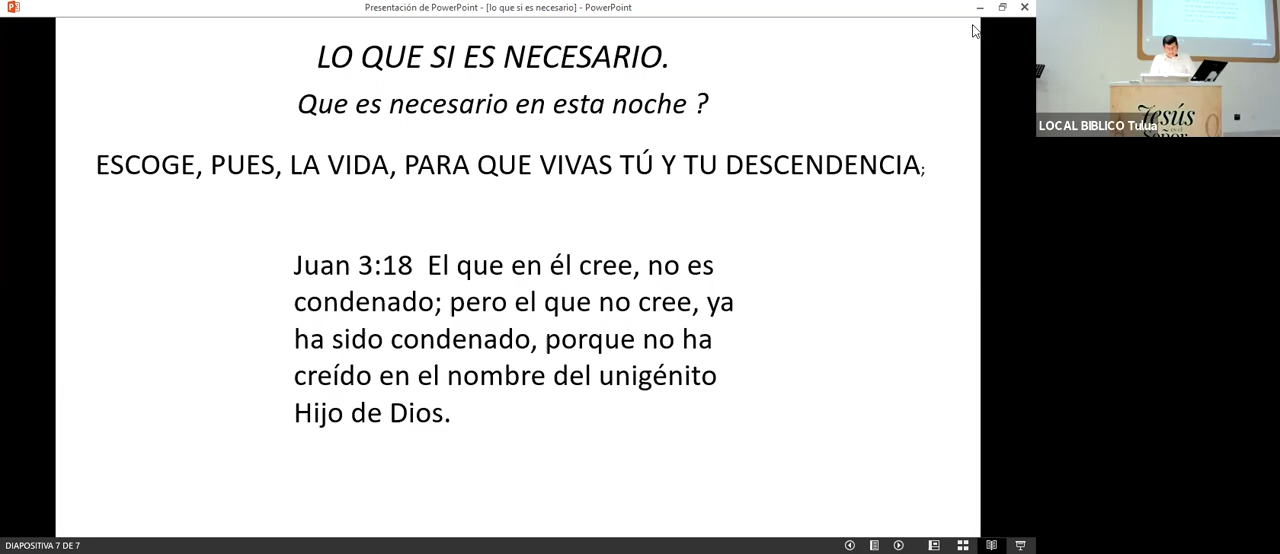 Presentación de PowerPoint - [lo que si es necesario] - PowerPoint
LO QUE SI ES NECESARIO.
Que es necesario en esta noche ?
ESCOGE, PUES, LA VIDA, PARA QUE VIVAS TÚ Y TU DESCENDENCIA;
Juan 3:18 El que en él cree, no es
condenado; pero el que no cree, ya
ha sido condenado, porque no ha
creído en el nombre del unigénito
Hijo de Dios.
DIAPOSITIVA 7 DE 7
Jesús
LOCAL BIBLICO Tulua